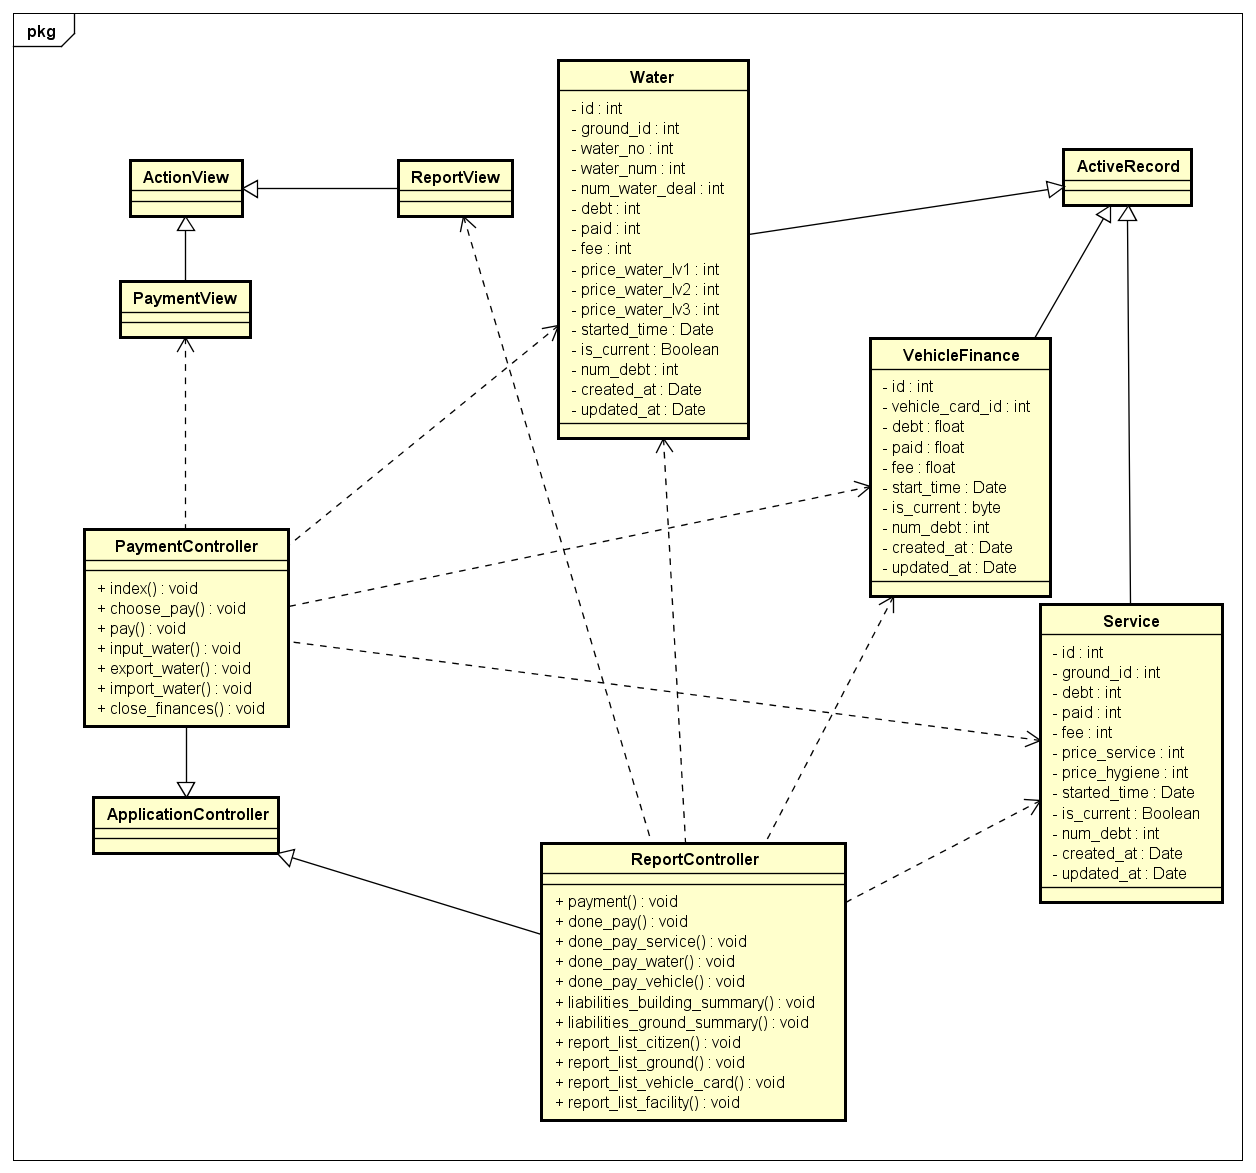 pkg
Water
- id : int
- ground_id : int
- water_no : int
- water_num : int
- num_water_deal : int
- debt : int
- paid : int
- fee : int
- price_water_lv1 : int
- price_water_lv2 : int
- price_water_lv3 : int
- started_time : Date
- is_current : Boolean
- num_debt : int
- created_at : Date
- updated_at : Date
ActionView
ReportView
ActiveRecord
PaymentView
VehicleFinance
- id : int
- vehicle_card_id : int
- debt : float
- paid : float
- fee : float
- start_time : Date
- is_current : byte
- num_debt : int
- created_at : Date
- updated_at : Date
PaymentController
+ index() : void
+ choose_pay() : void
+ pay() : void
+ input_water() : void
+ export_water() : void
+ import_water() : void
+ close_finances() : void
Service
- id : int
- ground_id : int
- debt : int
- paid : int
- fee : int
- price_service : int
- price_hygiene : int
- started_time : Date
- is_current : Boolean
- num_debt : int
- created_at : Date
- updated_at : Date
ApplicationController
ReportController
+ payment() : void
+ done_pay() : void
+ done_pay_service() : void
+ done_pay_water() : void
+ done_pay_vehicle() : void
+ liabilities_building_summary() : void
+ liabilities_ground_summary() : void
+ report_list_citizen() : void
+ report_list_ground() : void
+ report_list_vehicle_card() : void
+ report_list_facility() : void